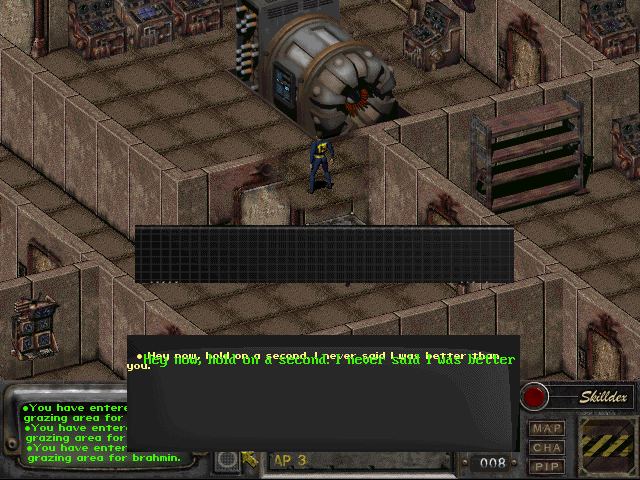 • Hey now, hold on a second. I never said I was better than
you.
Hey now, hold on a second. I never said I was better
•You have entere
grazing area for
•You have entere
grazing area for
•You have enter
grazing area for brahmin.
Skilldex
MAP
CHA
PIP
AP 3
008